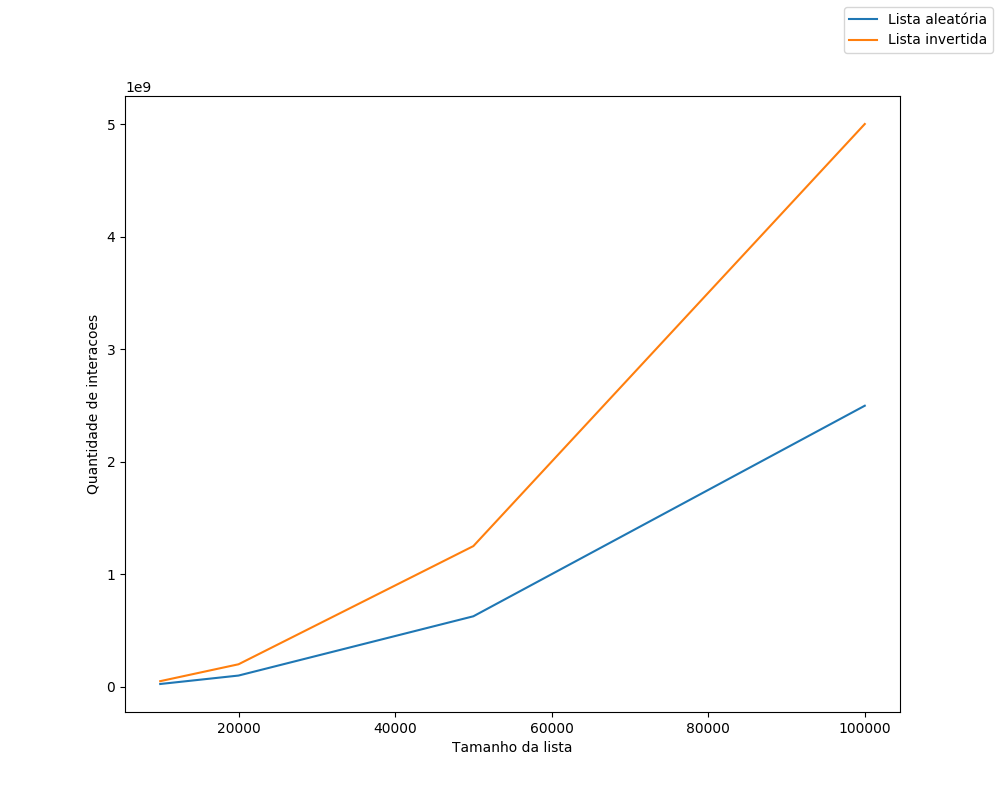 Lista aleatória
Lista invertida
1e9
5
4
3
2
1
0
Quantidade de interacoes
20000 40000 60000 80000 100000
Tamanho da lista